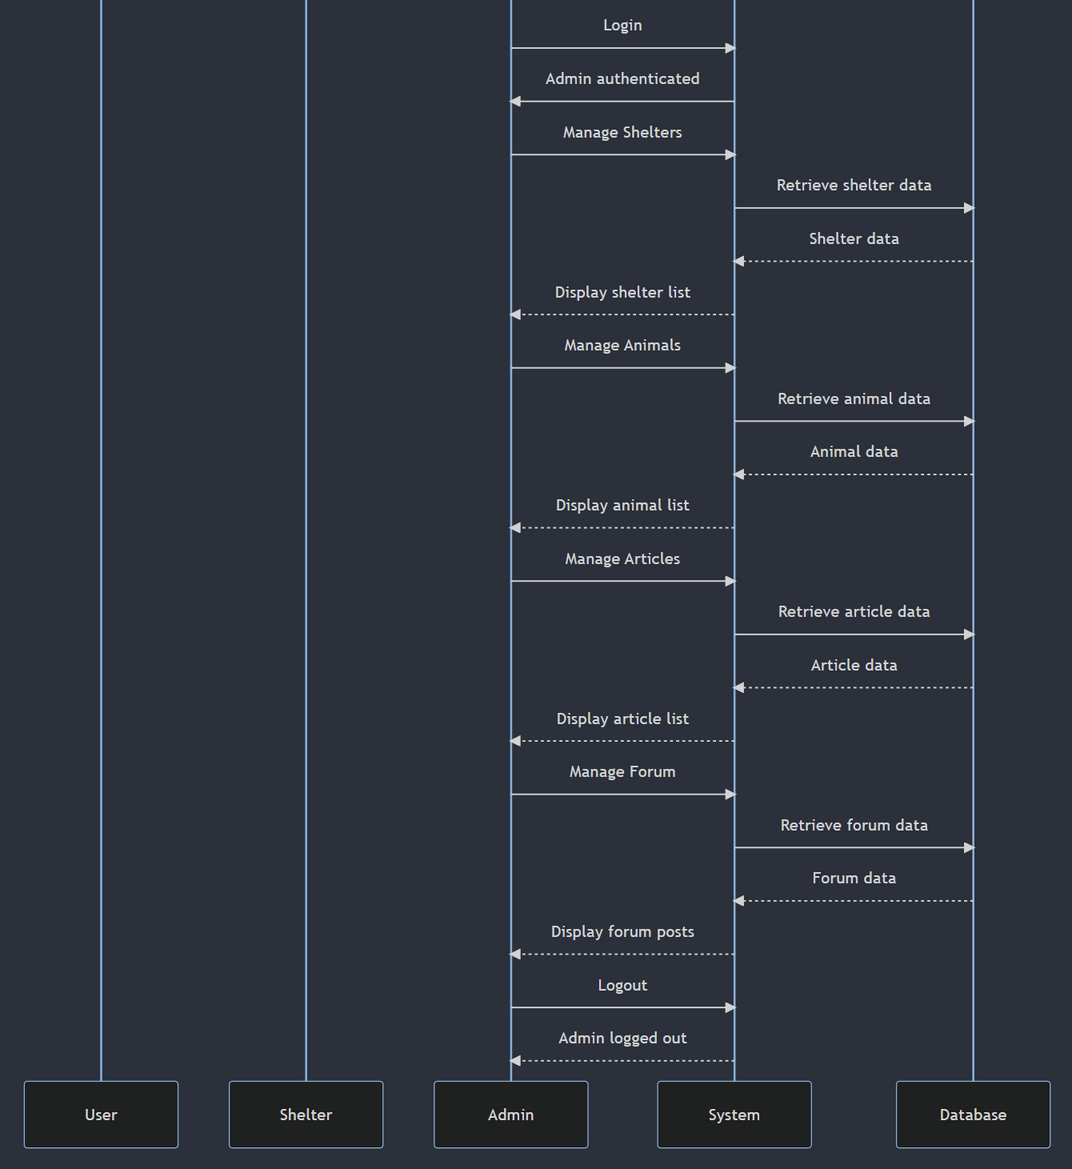 Login
Admin authenticated
Manage Shelters
Retrieve shelter data
Shelter data
Display shelter list
Manage Animals
Retrieve animal data
Animal data
Display animal list
Manage Articles
Retrieve article data
Article data
Display article list
Manage Forum
Retrieve forum data
Forum data
Display forum posts
Logout
Admin logged out
User
Shelter
Admin
System
Database